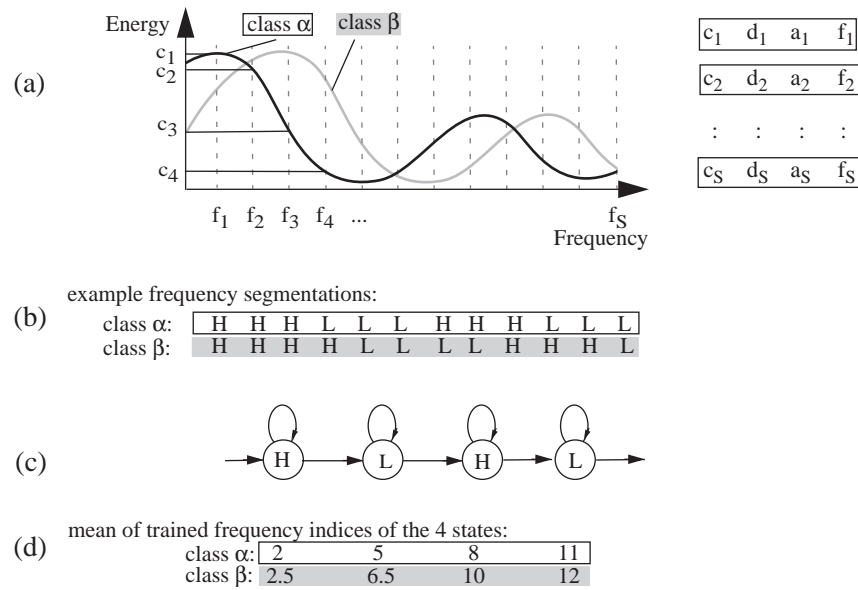 (a)
Energy
class α
class β
c1
c2
c3
c4
f1 f2 f3 f4 ... fS
Frequency
c1 d1 a1 f1
c2 d2 a2 f2
: : : :
cS dS aS fS
(b)
example frequency segmentations:
class α: H H H L L L H H H L L L
class β: H H H H L L L L H H H L
(c)
H L H L
(d)
mean of trained frequency indices of the 4 states:
class α: 2 5 8 11
class β: 2.5 6.5 10 12